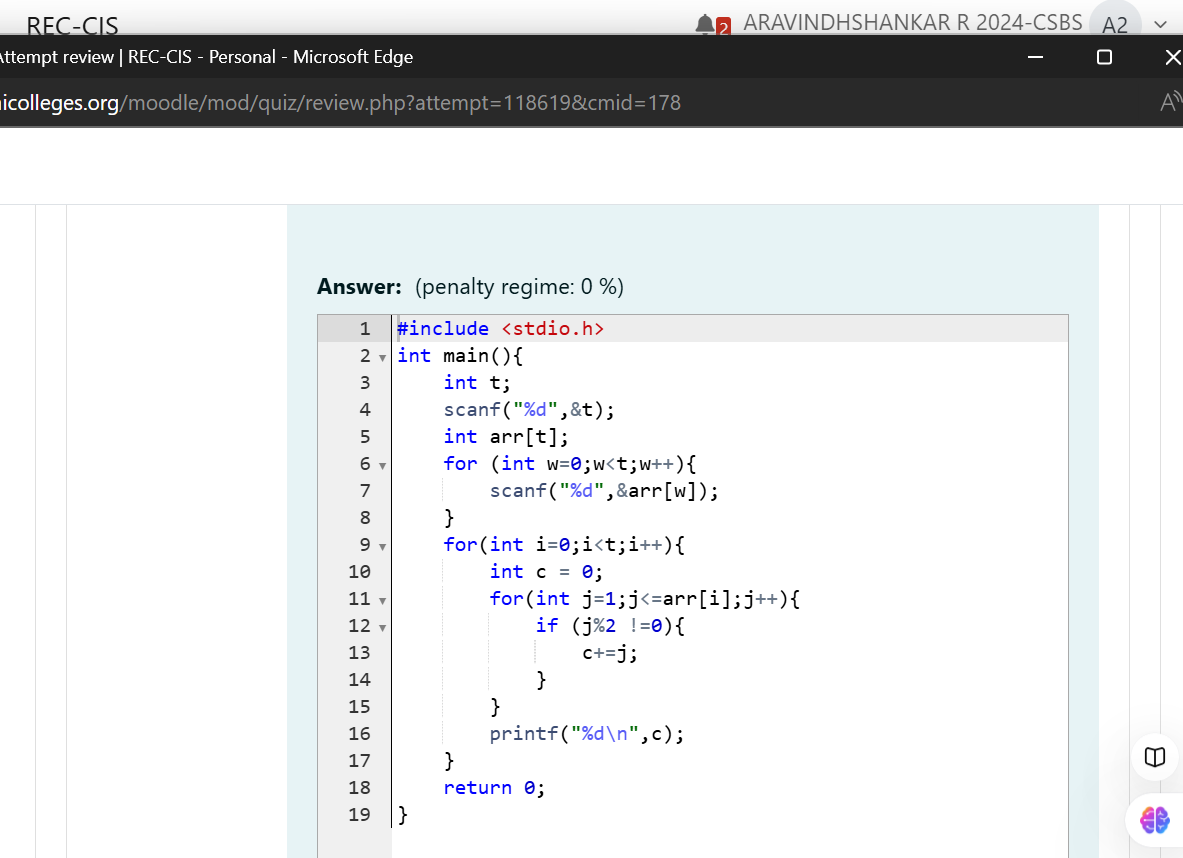 REC-CIS
2 ARAVINDHSHANKAR R 2024-CSBS A2
Attempt review | REC-CIS - Personal - Microsoft Edge
icolleges.org/moodle/mod/quiz/review.php?attempt=118619&cmid=178
Answer: (penalty regime: 0 %)
1 #include <stdio.h>
2 int main(){
3     int t;
4     scanf("%d",&t);
5     int arr[t];
6     for (int w=0;w<t;w++){
7         scanf("%d",&arr[w]);
8     }
9     for(int i=0;i<t;i++){
10         int c = 0;
11         for(int j=1;j<=arr[i];j++){
12             if (j%2 !=0){
13                 c+=j;
14             }
15         }
16         printf("%d\n",c);
17     }
18     return 0;
19 }